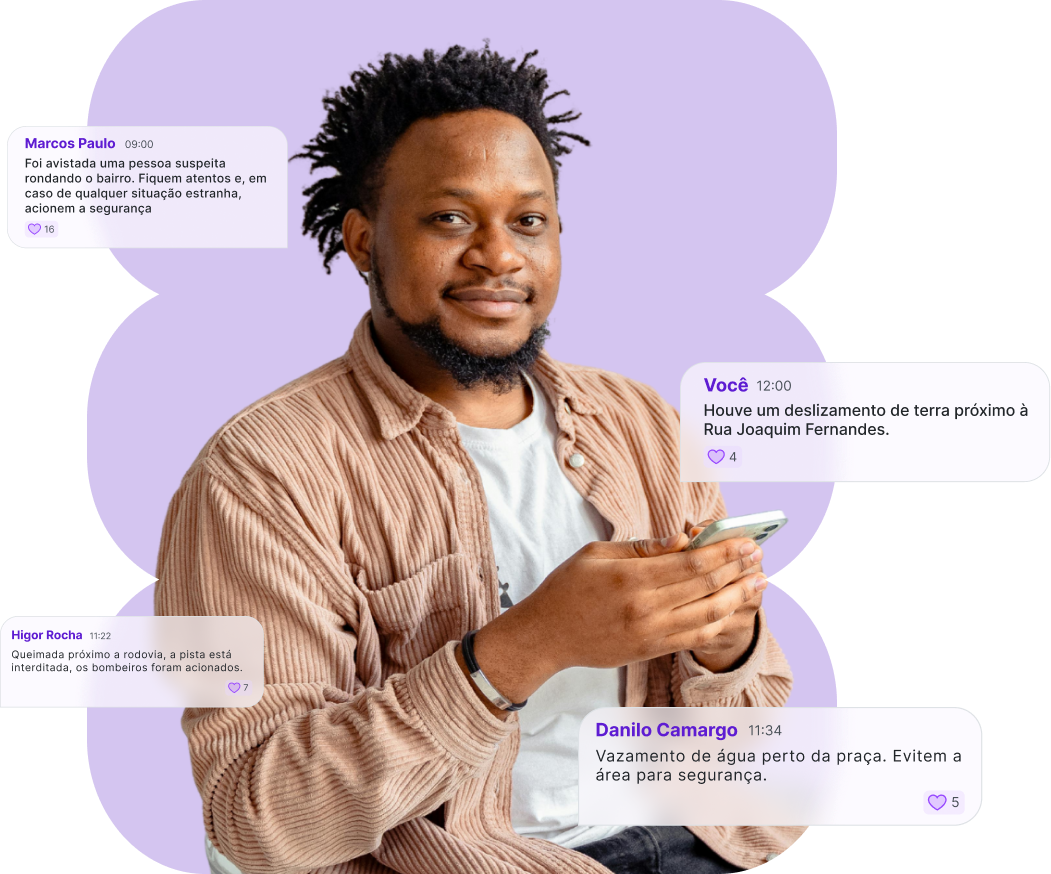 Marcos Paulo 09:00
Foi avistada uma pessoa suspeita
rondando o bairro. Fiquem atentos e, em
caso de qualquer situação estranha,
acionem a segurança
16
Você 12:00
Houve um deslizamento de terra próximo à
Rua Joaquim Fernandes.
4
Higor Rocha 11:22
Queimada próximo a rodovia, a pista está
interditada, os bombeiros foram acionados.
7
Danilo Camargo 11:34
Vazamento de água perto da praça. Evitem a
área para segurança.
5